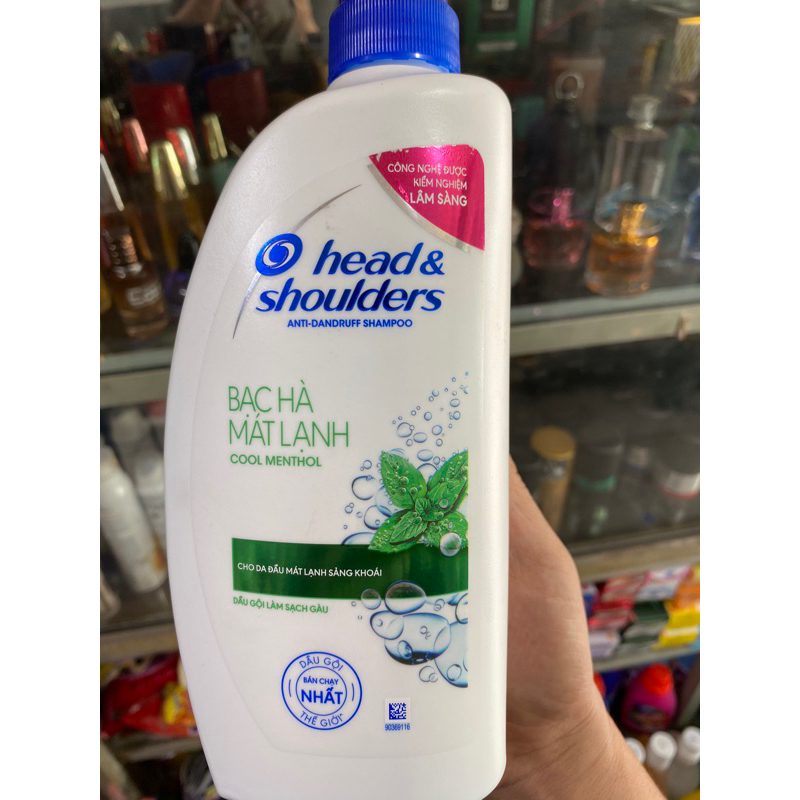 CÔNG NGHỆ ĐƯỢC
KIỂM NGHIỆM
LÂM SÀNG
head &
shoulders
ANTI-DANDRUFF SHAMPOO
BẠC HÀ
MÁT LẠNH
COOL MENTHOL
CHO DA ĐẦU MÁT LẠNH SẢNG KHOÁI
DẦU GỘI LÀM SẠCH GÀU
DẦU GỘI
BÁN CHẠY
NHẤT
THẾ GIỚI*
90369116